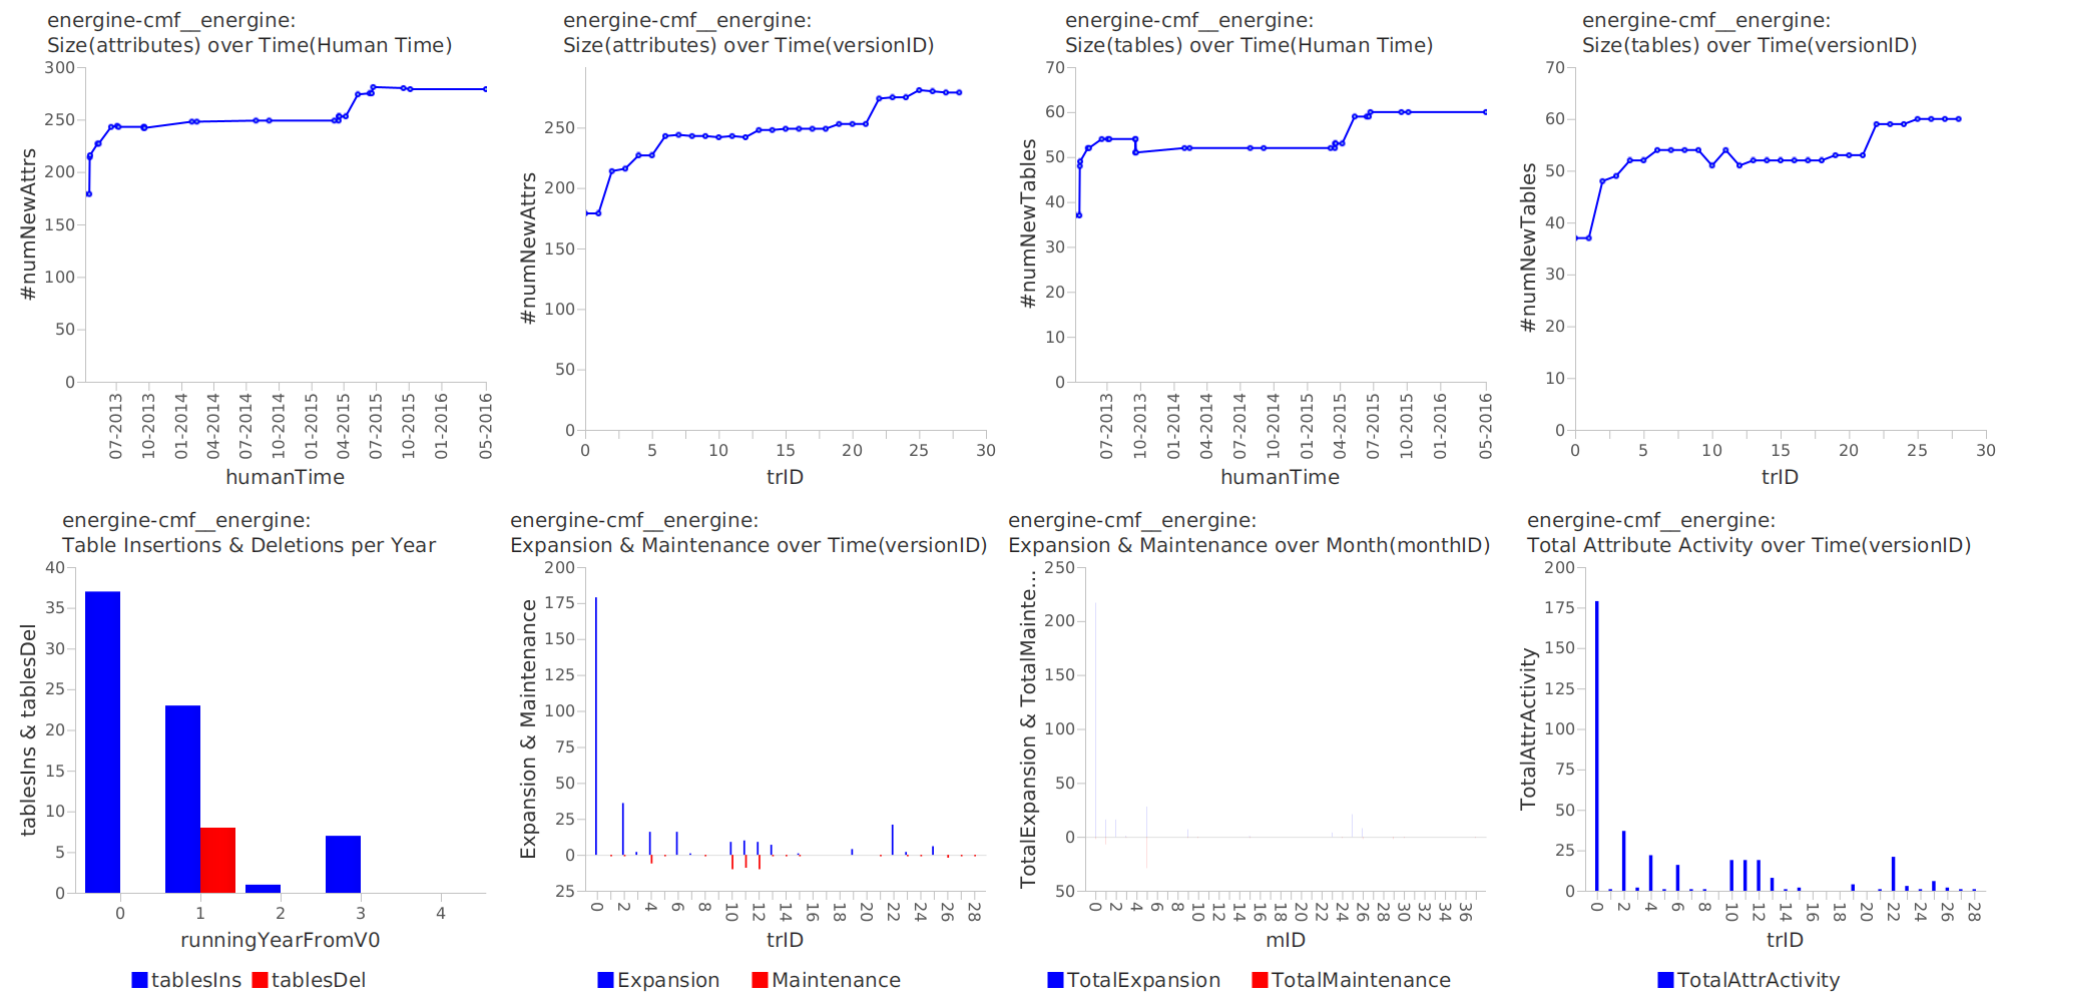 energine-cmf__energine:
Size(attributes) over Time(Human Time)
300
250
200
150
100
50
0
#numNewAttrs
07-2013
10-2013
01-2014
04-2014
07-2014
10-2014
01-2015
04-2015
07-2015
10-2015
01-2016
05-2016
humanTime
energine-cmf__energine:
Size(attributes) over Time(versionID)
250
200
150
100
50
0
#numNewAttrs
0 5 10 15 20 25 30
trID
energine-cmf__energine:
Size(tables) over Time(Human Time)
70
60
50
40
30
20
10
0
#numNewTables
07-2013
10-2013
01-2014
04-2014
07-2014
10-2014
01-2015
04-2015
07-2015
10-2015
01-2016
05-2016
humanTime
energine-cmf__energine:
Size(tables) over Time(versionID)
70
60
50
40
30
20
10
0
#numNewTables
0 5 10 15 20 25 30
trID
energine-cmf__energine:
Table Insertions & Deletions per Year
40
35
30
25
20
15
10
5
0
tablesIns & tablesDel
0 1 2 3 4
runningYearFromV0
tablesIns tablesDel
energine-cmf__energine:
Expansion & Maintenance over Time(versionID)
200
175
150
125
100
75
50
25
0
25
Expansion & Maintenance
0 2 4 6 8 10 12 14 16 18 20 22 24 26 28
trID
Expansion Maintenance
energine-cmf__energine:
Expansion & Maintenance over Month(monthID)
250
200
150
100
50
0
50
TotalExpansion & TotalMainte...
0 2 4 6 8 10 12 14 16 18 20 22 24 26 28 30 32 34 36
mID
TotalExpansion TotalMaintenance
energine-cmf__energine:
Total Attribute Activity over Time(versionID)
200
175
150
125
100
75
50
25
0
TotalAttrActivity
0 2 4 6 8 10 12 14 16 18 20 22 24 26 28
trID
TotalAttrActivity